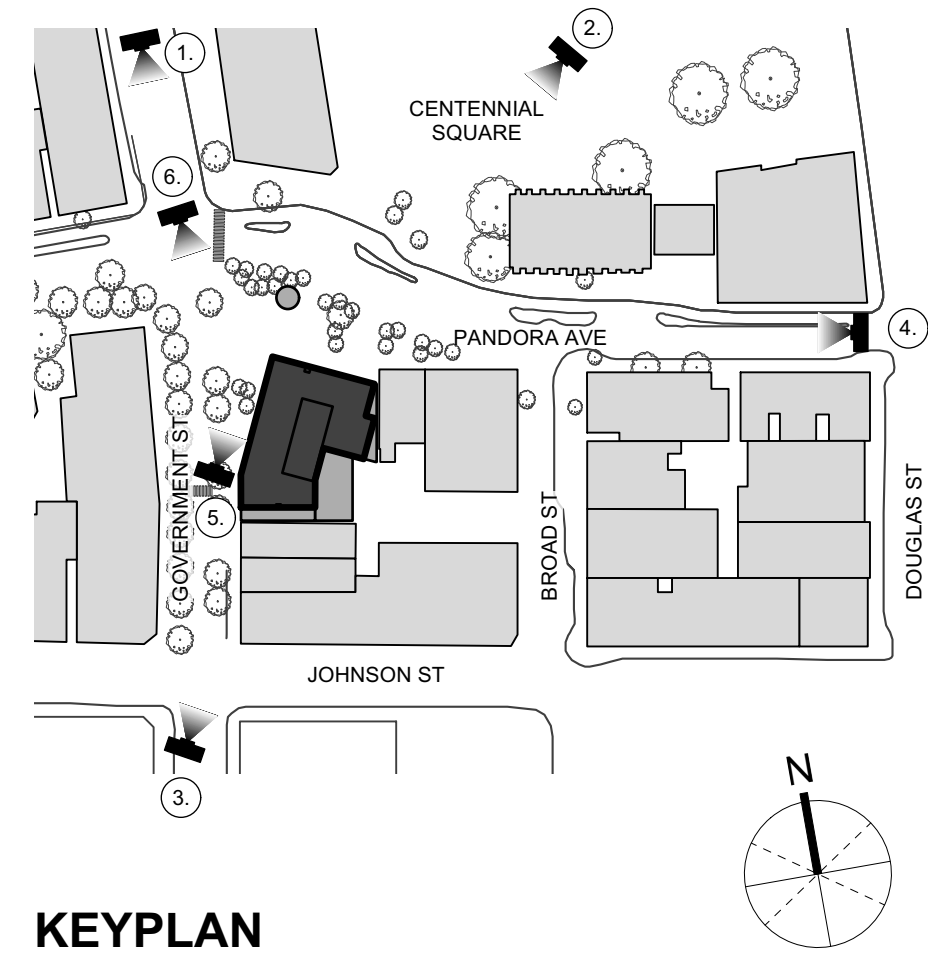 1.
2.
CENTENNIAL
SQUARE
6.
PANDORA AVE
4.
GOVERNMENT ST
5.
BROAD ST
DOUGLAS ST
JOHNSON ST
3.
N
KEYPLAN